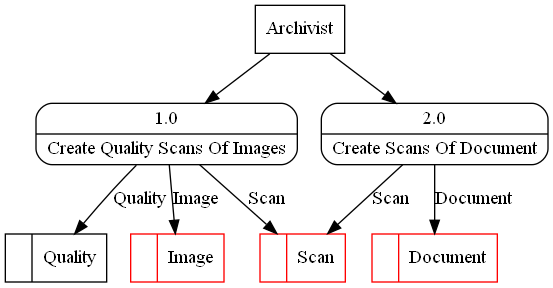 Archivist
1.0
Create Quality Scans Of Images
2.0
Create Scans Of Document
Quality
Image
Scan
Scan
Document
Quality
Image
Scan
Document